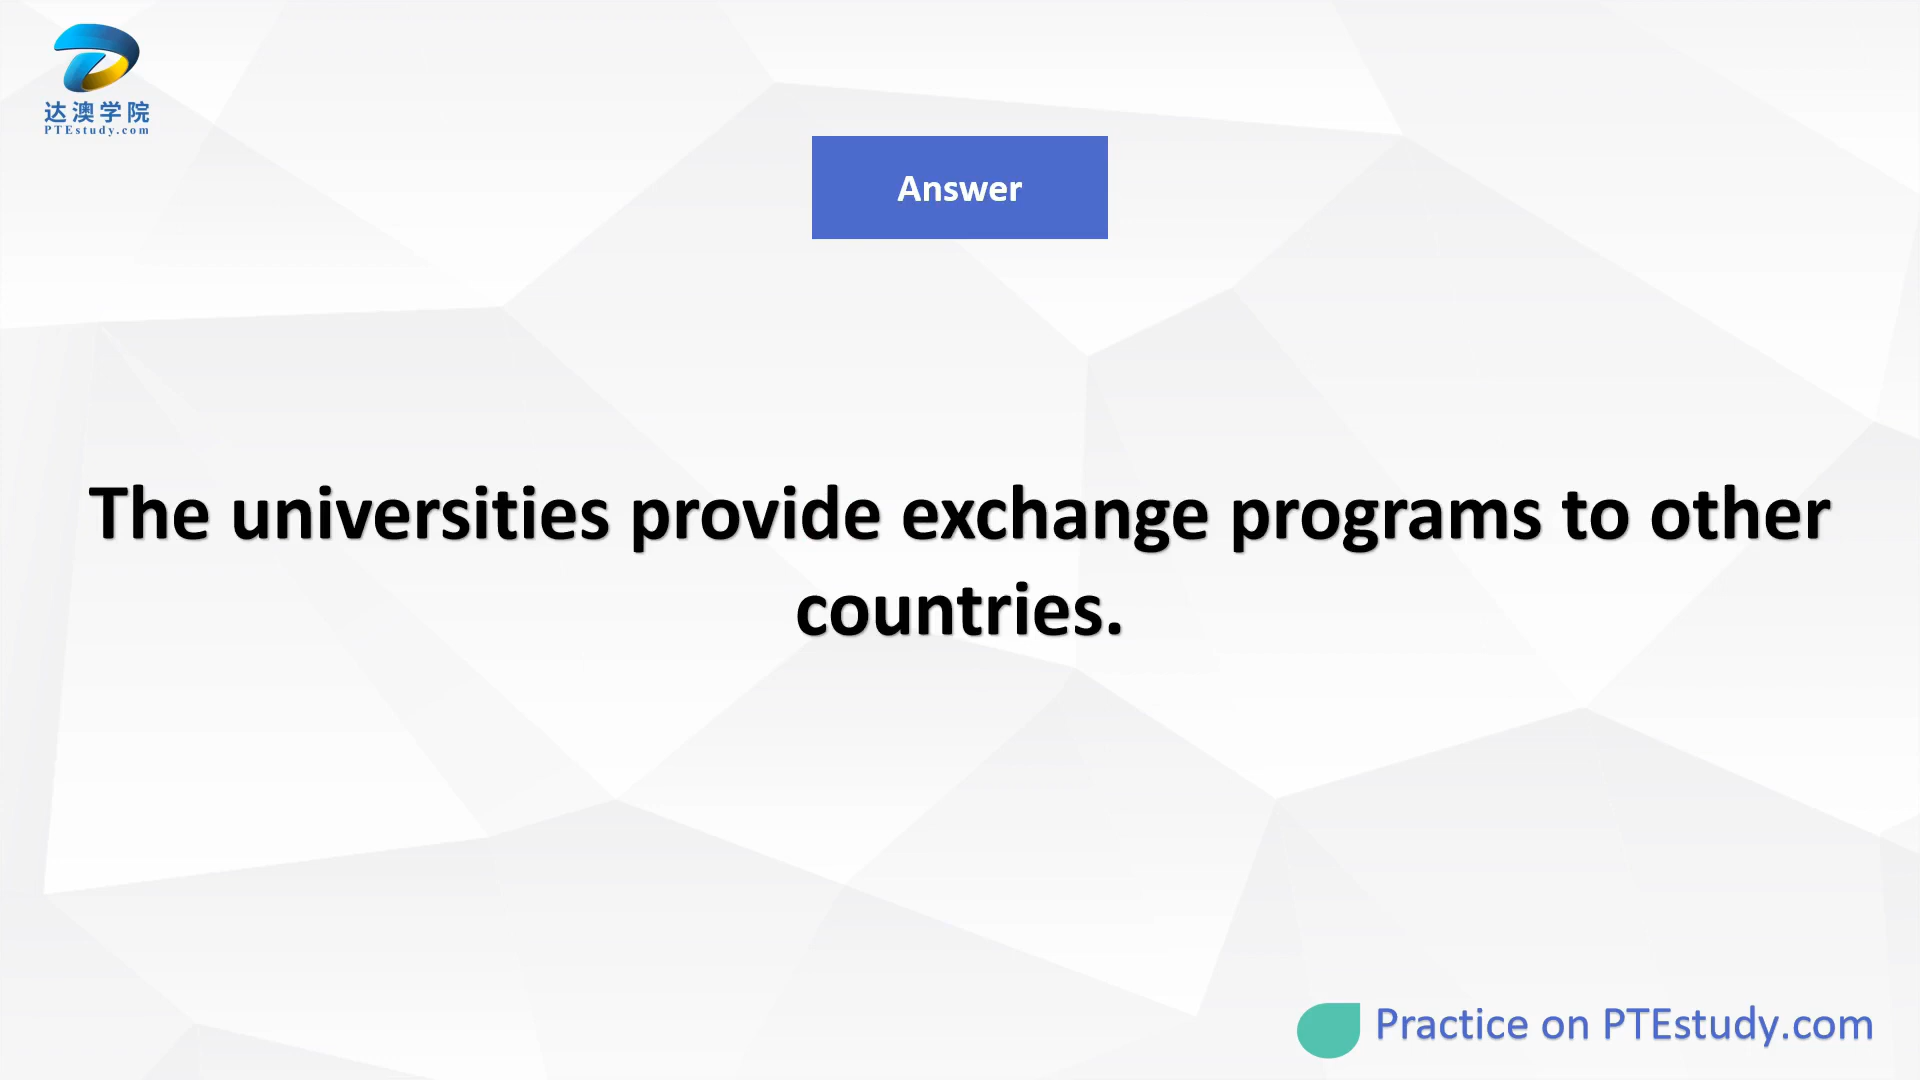 达澳学院
PTEstudy.com
Answer
The universities provide exchange programs to other
countries.
Practice on PTEstudy.com